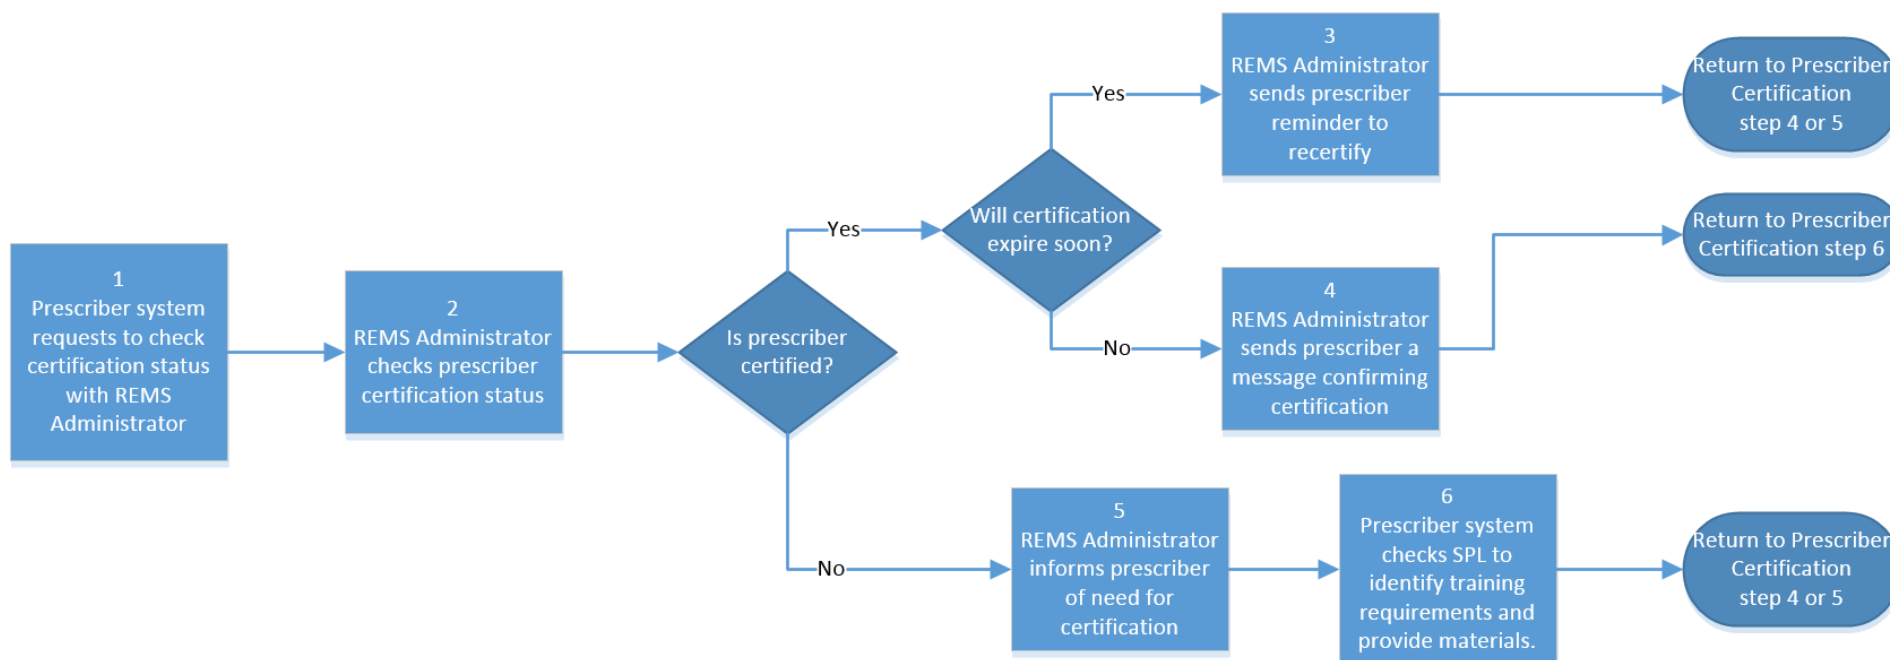 1
Prescriber system
requests to check
certification status
with REMS
Administrator
2
REMS Administrator
checks prescriber
certification status
Is prescriber
certified?
Yes
No
Will certification
expire soon?
Yes
No
3
REMS Administrator
sends prescriber
reminder to
recertify
Return to Prescriber
Certification
step 4 or 5
4
REMS Administrator
sends prescriber a
message confirming
certification
Return to Prescriber
Certification step 6
5
REMS Administrator
informs prescriber
of need for
certification
6
Prescriber system
checks SPL to
identify training
requirements and
provide materials.
Return to Prescriber
Certification
step 4 or 5